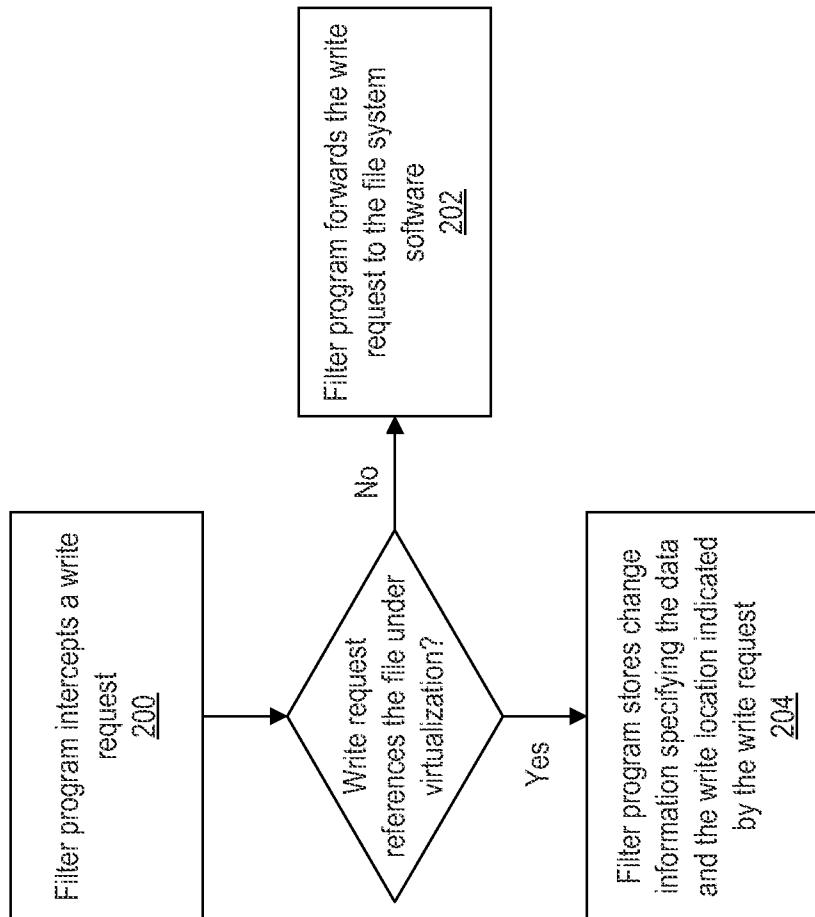 Filter program intercepts a write
request
200
Write request
references the file under
virtualization?
No
Filter program forwards the write
request to the file system
software
202
Yes
Filter program stores change
information specifying the data
and the write location indicated
by the write request
204